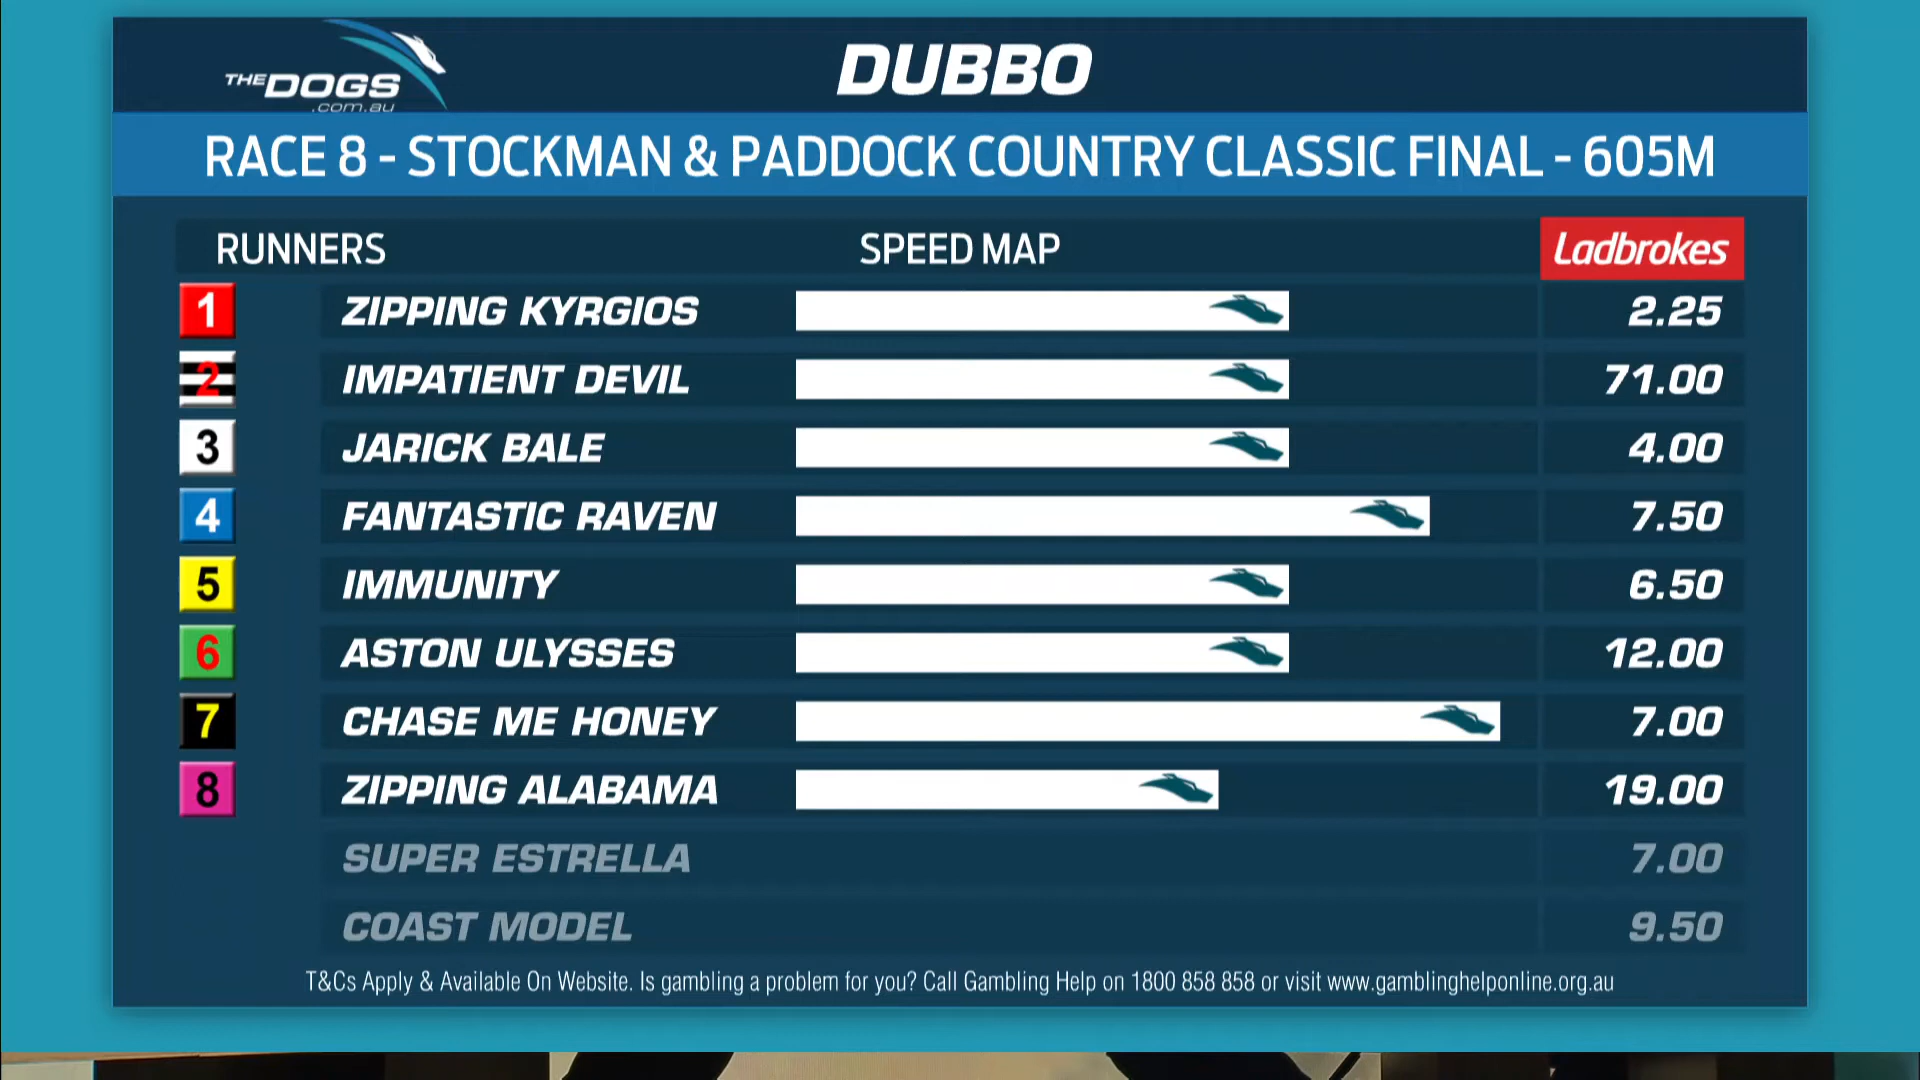 THE DOGS
.com.au
DUBBO
RACE 8 - STOCKMAN & PADDOCK COUNTRY CLASSIC FINAL - 605M
RUNNERS SPEED MAP Ladbrokes
1 ZIPPING KYRGIOS 2.25
2 IMPATIENT DEVIL 71.00
3 JARICK BALE 4.00
4 FANTASTIC RAVEN 7.50
5 IMMUNITY 6.50
6 ASTON ULYSSES 12.00
7 CHASE ME HONEY 7.00
8 ZIPPING ALABAMA 19.00
SUPER ESTRELLA 7.00
COAST MODEL 9.50
T&Cs Apply & Available On Website. Is gambling a problem for you? Call Gambling Help on 1800 858 858 or visit www.gamblinghelponline.org.au